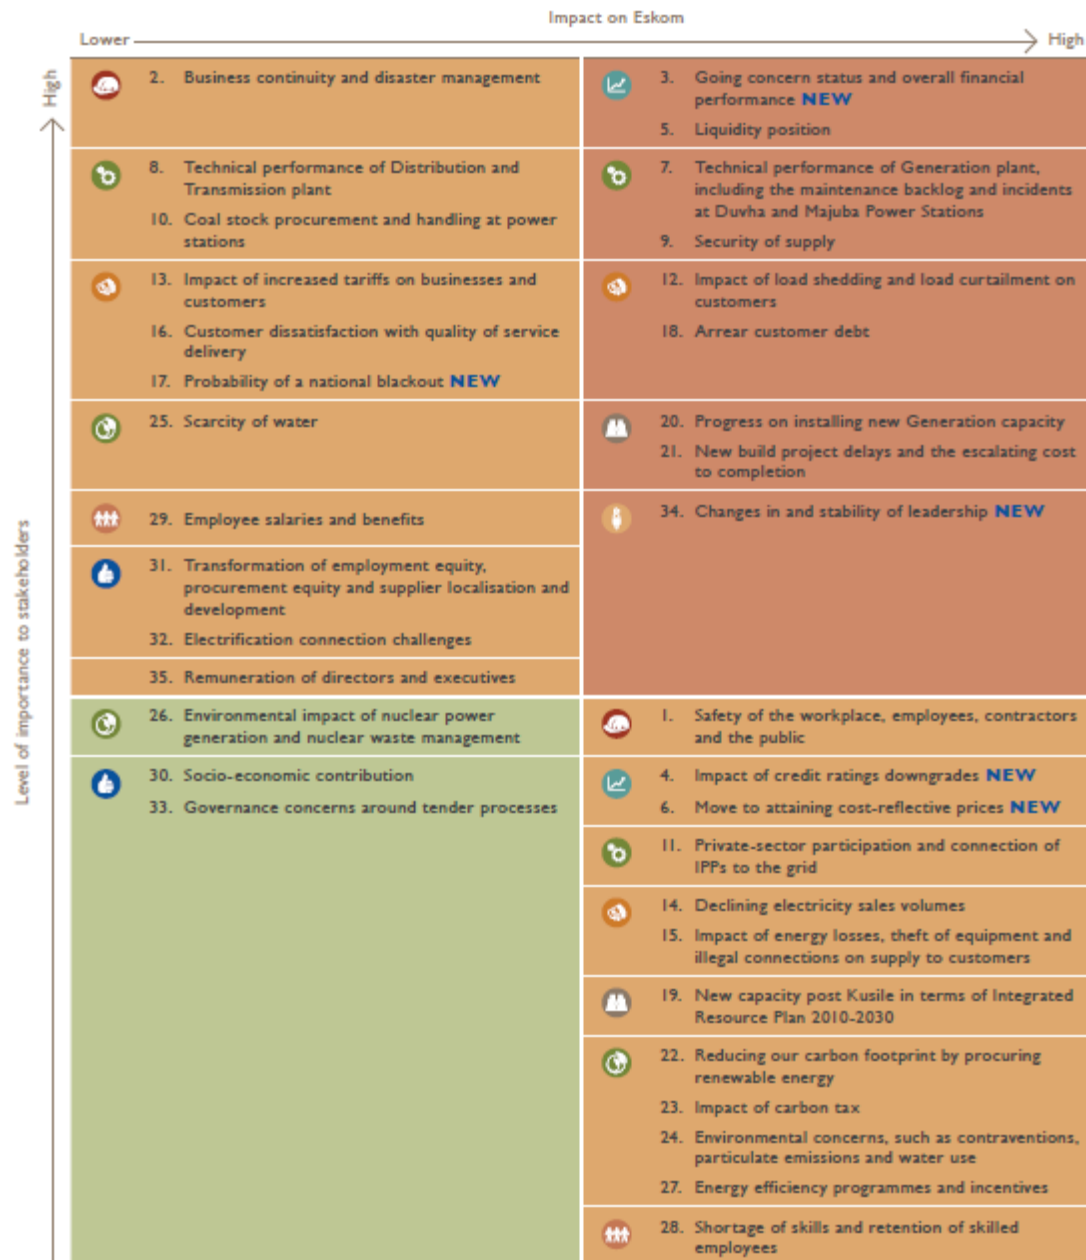 Impact on Eskom
Lower
High
High
Level of importance to stakeholders
2. Business continuity and disaster management
3. Going concern status and overall financial
performance NEW
5. Liquidity position
8. Technical performance of Distribution and
Transmission plant
10. Coal stock procurement and handling at power
stations
7. Technical performance of Generation plant,
including the maintenance backlog and incidents
at Duvha and Majuba Power Stations
9. Security of supply
13. Impact of increased tariffs on businesses and
customers
16. Customer dissatisfaction with quality of service
delivery
17. Probability of a national blackout NEW
12. Impact of load shedding and load curtailment on
customers
18. Arrear customer debt
25. Scarcity of water
20. Progress on installing new Generation capacity
21. New build project delays and the escalating cost
to completion
29. Employee salaries and benefits
34. Changes in and stability of leadership NEW
31. Transformation of employment equity,
procurement equity and supplier localisation and
development
32. Electrification connection challenges
35. Remuneration of directors and executives
26. Environmental impact of nuclear power
generation and nuclear waste management
30. Socio-economic contribution
33. Governance concerns around tender processes
1. Safety of the workplace, employees, contractors
and the public
4. Impact of credit ratings downgrades NEW
6. Move to attaining cost-reflective prices NEW
11. Private-sector participation and connection of
IPPs to the grid
14. Declining electricity sales volumes
15. Impact of energy losses, theft of equipment and
illegal connections on supply to customers
19. New capacity post Kusile in terms of Integrated
Resource Plan 2010-2030
22. Reducing our carbon footprint by procuring
renewable energy
23. Impact of carbon tax
24. Environmental concerns, such as contraventions,
particulate emissions and water use
27. Energy efficiency programmes and incentives
28. Shortage of skills and retention of skilled
employees